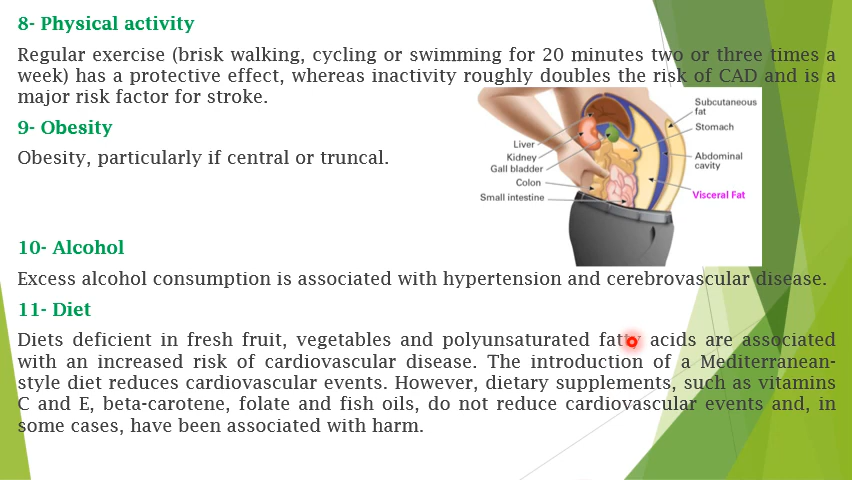 8- Physical activity
Regular exercise (brisk walking, cycling or swimming for 20 minutes two or three times a
week) has a protective effect, whereas inactivity roughly doubles the risk of CAD and is a
major risk factor for stroke.
9- Obesity
Obesity, particularly if central or truncal.
Subcutaneous
fat
Stomach
Liver
Kidney
Gall bladder
Abdominal
cavity
Colon
Visceral Fat
Small intestine
10- Alcohol
Excess alcohol consumption is associated with hypertension and cerebrovascular disease.
11- Diet
Diets deficient in fresh fruit, vegetables and polyunsaturated fatty acids are associated
with an increased risk of cardiovascular disease. The introduction of a Mediterranean-
style diet reduces cardiovascular events. However, dietary supplements, such as vitamins
C and E, beta-carotene, folate and fish oils, do not reduce cardiovascular events and, in
some cases, have been associated with harm.